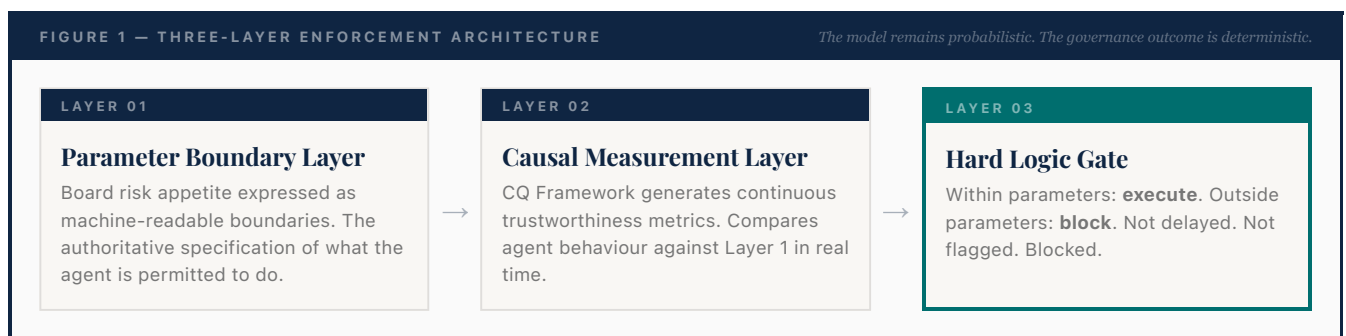 FIGURE 1 — THREE-LAYER ENFORCEMENT ARCHITECTURE
The model remains probabilistic. The governance outcome is deterministic.
LAYER 01
Parameter Boundary Layer
Board risk appetite expressed as
machine-readable boundaries. The
authoritative specification of what the
agent is permitted to do.
→
LAYER 02
Causal Measurement Layer
CQ Framework generates continuous
trustworthiness metrics. Compares
agent behaviour against Layer 1 in real
time.
→
LAYER 03
Hard Logic Gate
Within parameters: execute. Outside
parameters: block. Not delayed. Not
flagged. Blocked.